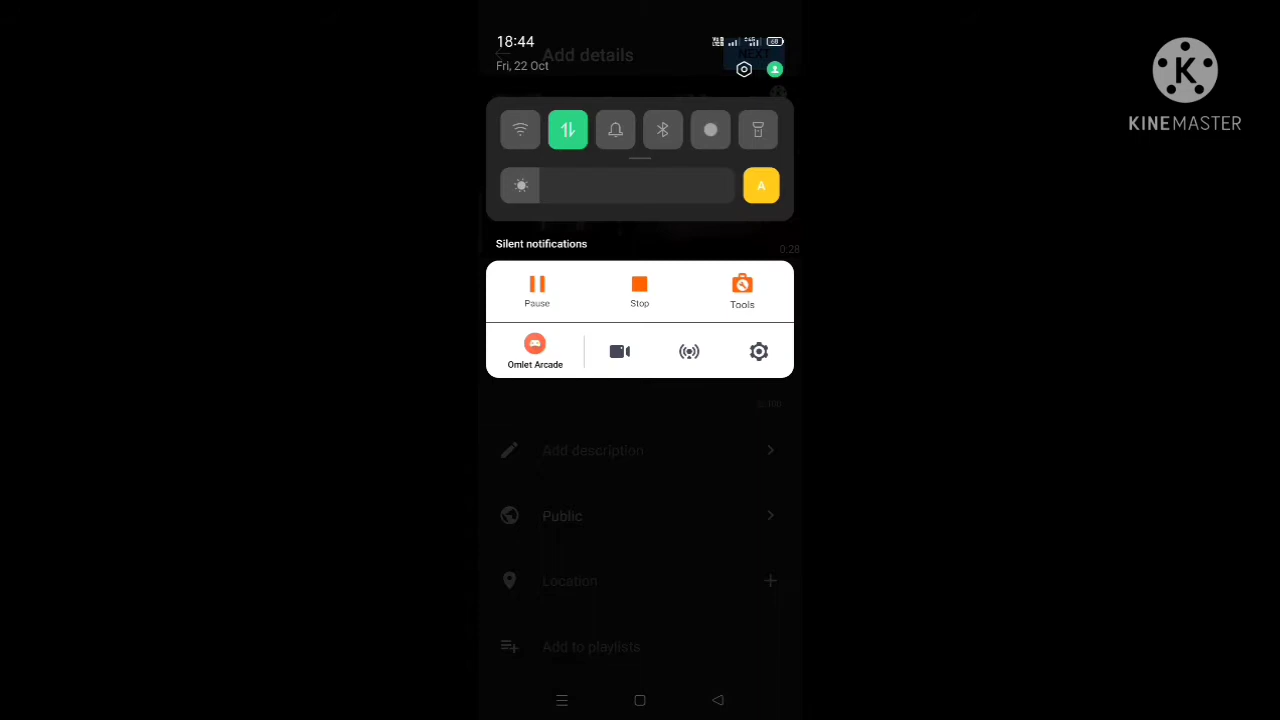 18:44
Add details
NEXT
Fri, 22 Oct
K
KINEMASTER
A
Silent notifications
0:28
Pause
Stop
Tools
Omlet Arcade
Add description
Public
Location
Add to playlists